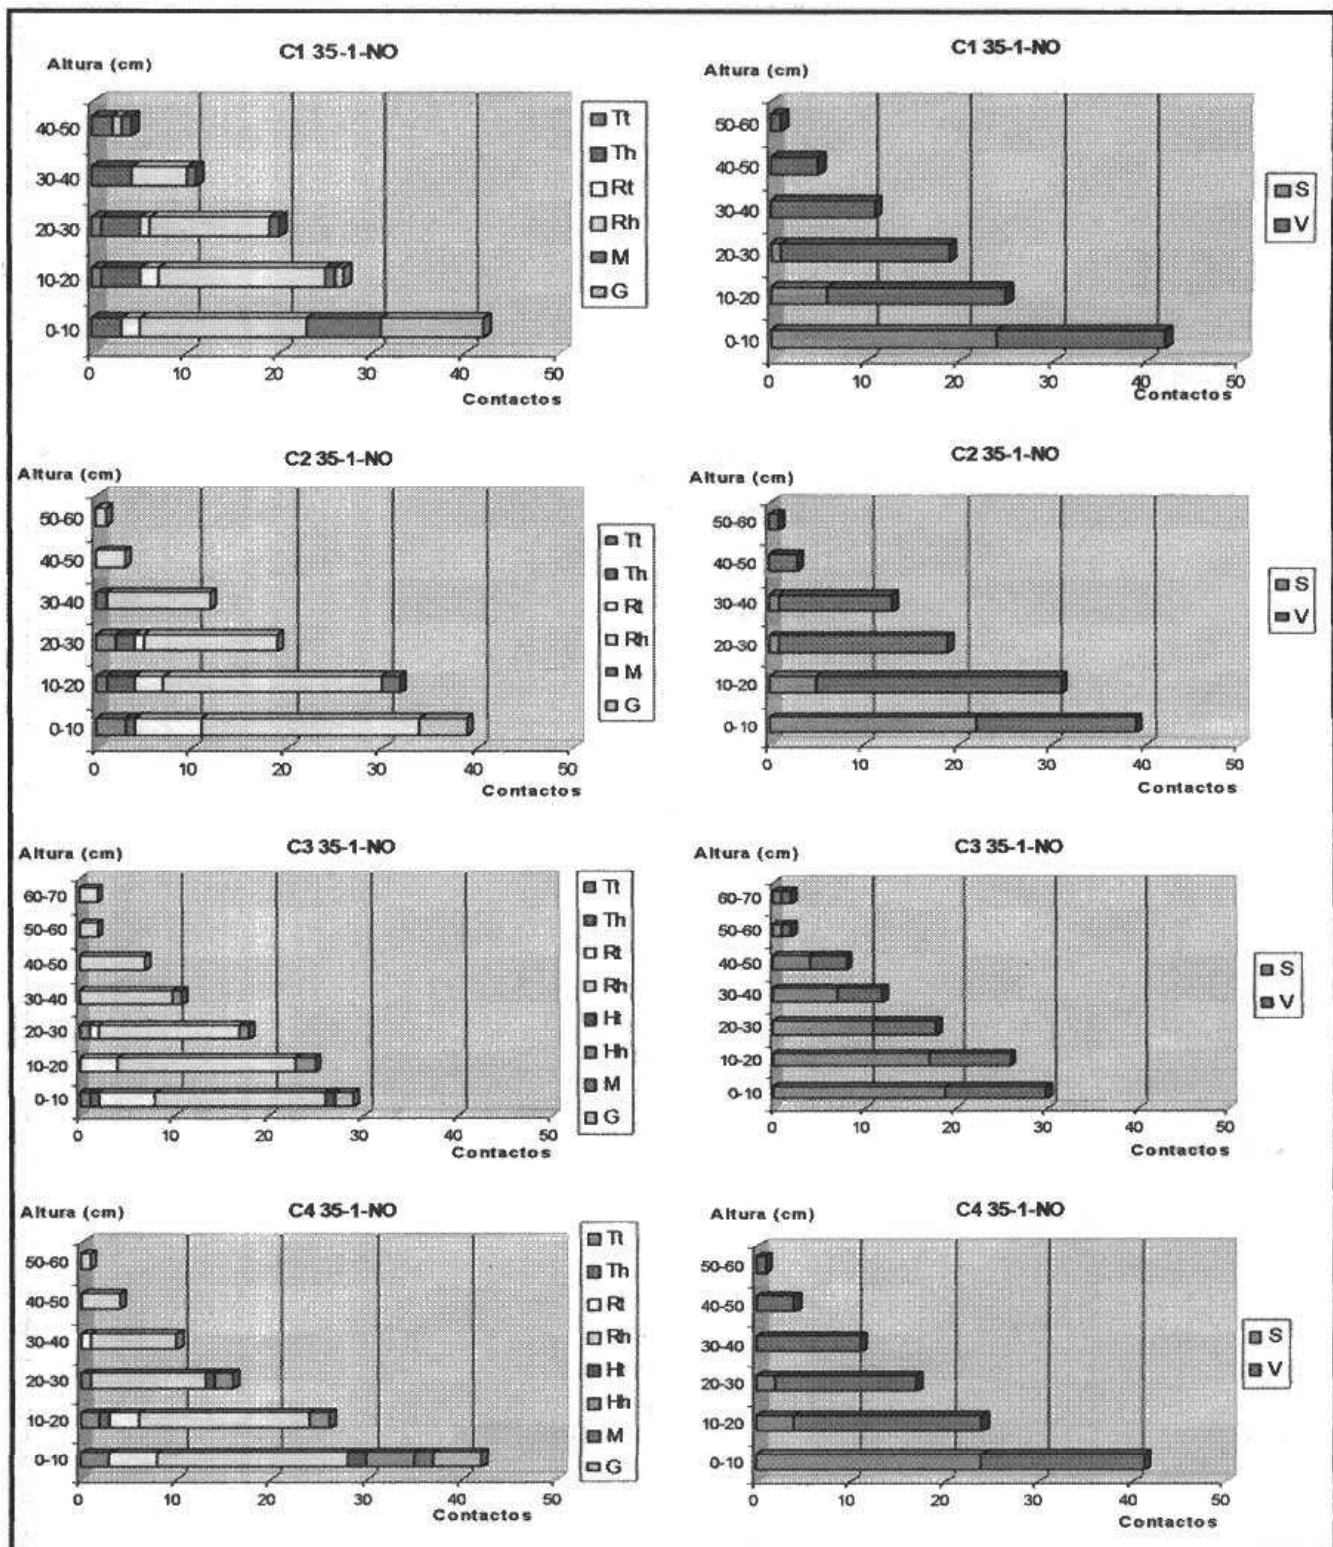 C1 35-1-NO
Altura (cm)
40-50
30-40
20-30
10-20
0-10
0 10 20 30 40 50
Contactos
Tt
Th
Rt
Rh
M
G
C1 35-1-NO
Altura (cm)
50-60
40-50
30-40
20-30
10-20
0-10
0 10 20 30 40 50
Contactos
S
V
C2 35-1-NO
Altura (cm)
50-60
40-50
30-40
20-30
10-20
0-10
0 10 20 30 40 50
Contactos
Tt
Th
Rt
Rh
M
G
C2 35-1-NO
Altura (cm)
50-60
40-50
30-40
20-30
10-20
0-10
0 10 20 30 40 50
Contactos
S
V
C3 35-1-NO
Altura (cm)
60-70
50-60
40-50
30-40
20-30
10-20
0-10
0 10 20 30 40 50
Contactos
Tt
Th
Rt
Rh
Ht
Hh
M
G
C3 35-1-NO
Altura (cm)
60-70
50-60
40-50
30-40
20-30
10-20
0-10
0 10 20 30 40 50
Contactos
S
V
C4 35-1-NO
Altura (cm)
50-60
40-50
30-40
20-30
10-20
0-10
0 10 20 30 40 50
Contactos
Tt
Th
Rt
Rh
Ht
Hh
M
G
C4 35-1-NO
Altura (cm)
50-60
40-50
30-40
20-30
10-20
0-10
0 10 20 30 40 50
Contactos
S
V